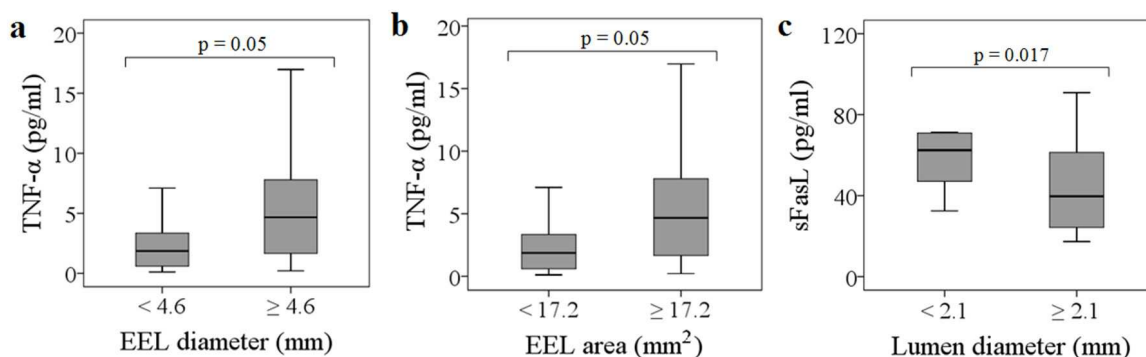 a
20
p = 0.05
15
10
5
0
TNF-α (pg/ml)
< 4.6
≥ 4.6
EEL diameter (mm)
b
20
p = 0.05
15
10
5
0
TNF-α (pg/ml)
< 17.2
≥ 17.2
EEL area (mm²)
c
120
p = 0.017
80
40
0
sFasL (pg/ml)
< 2.1
≥ 2.1
Lumen diameter (mm)